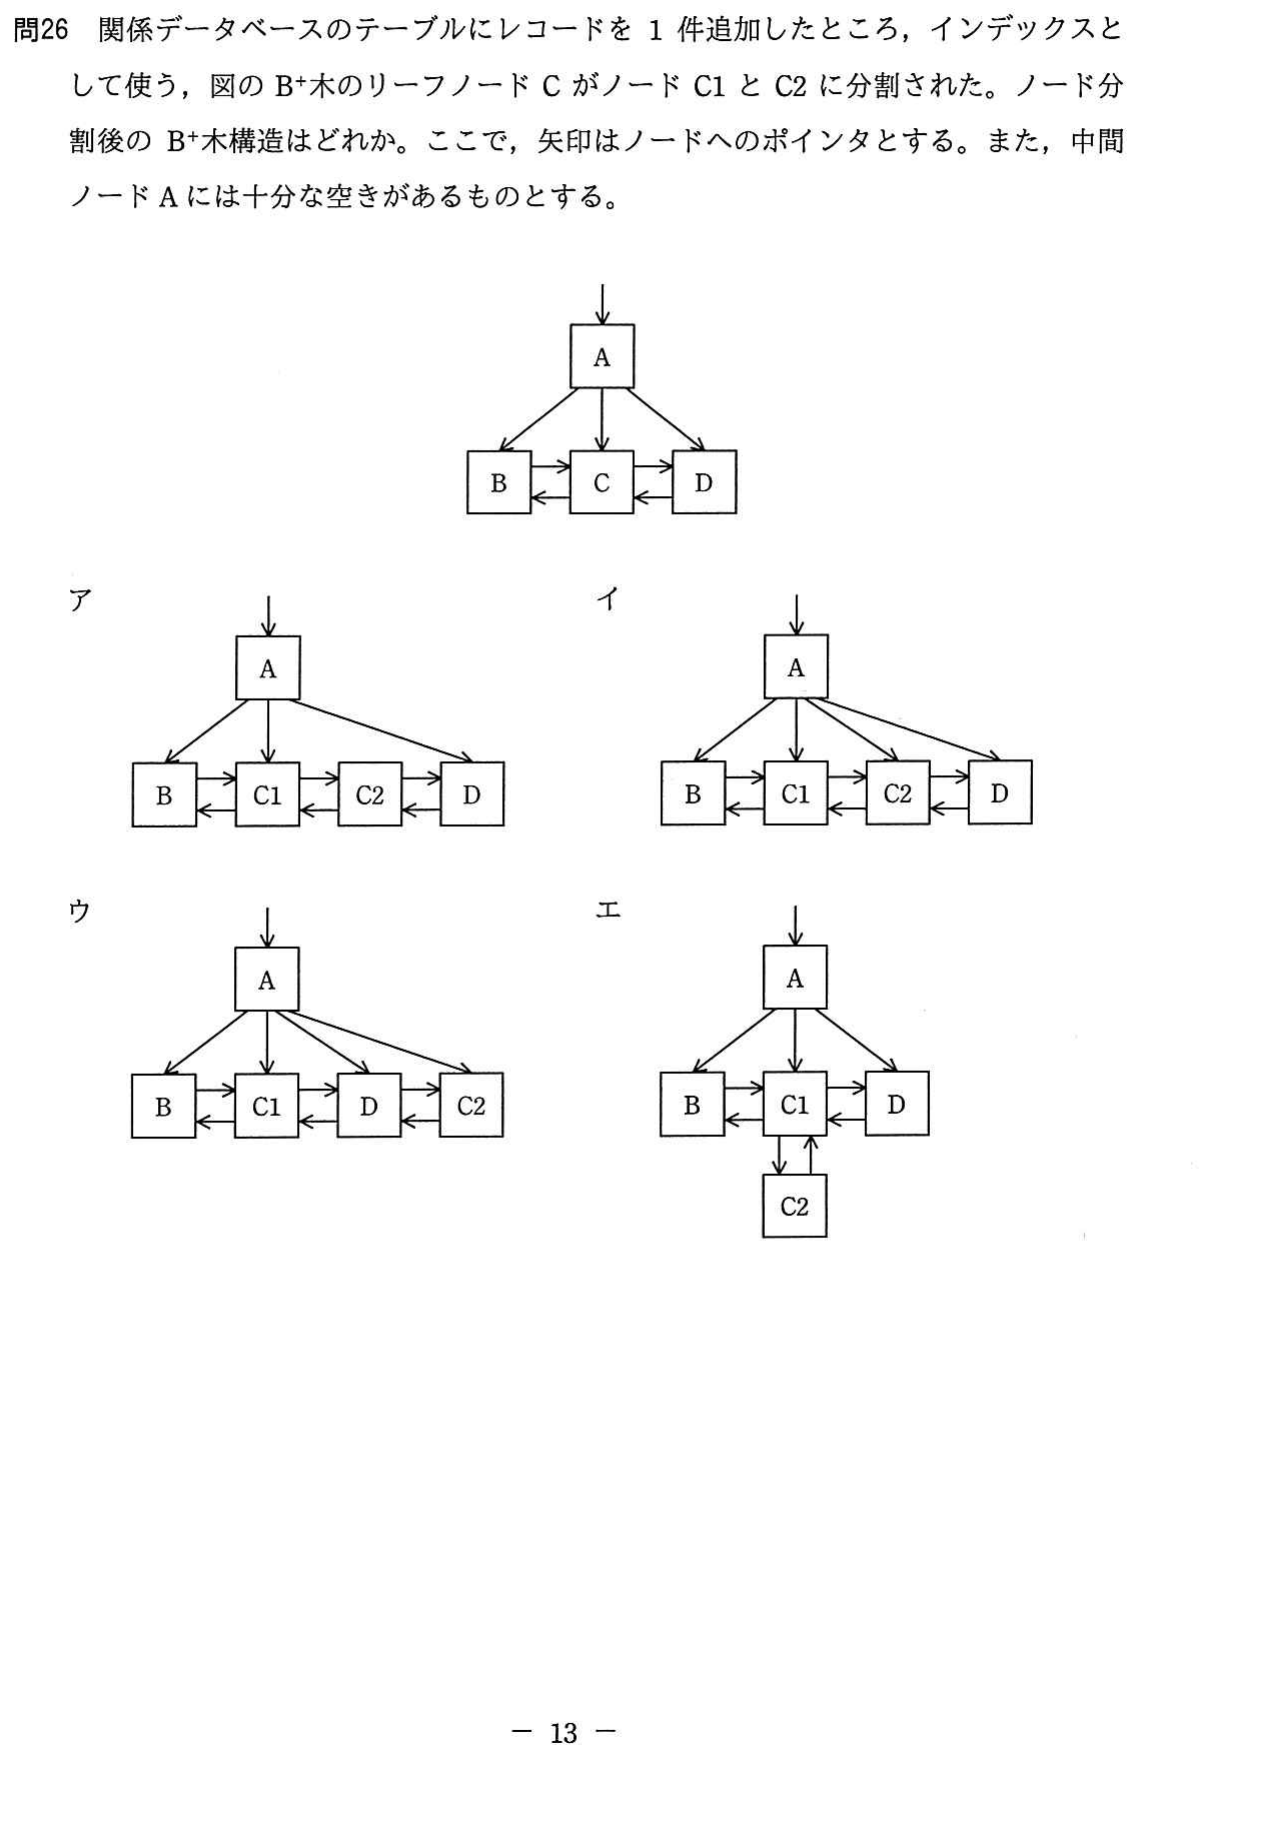 問26　関係データベースのテーブルにレコードを 1 件追加したところ，インデックスと
して使う，図の B⁺木のリーフノード C がノード C1 と C2 に分割された。ノード分
割後の B⁺木構造はどれか。ここで，矢印はノードへのポインタとする。また，中間
ノード A には十分な空きがあるものとする。
A
B C D
ア イ
A A
B C1 C2 D B C1 C2 D
ウ エ
A A
B C1 D C2 B C1 D
C2
－ 13 －